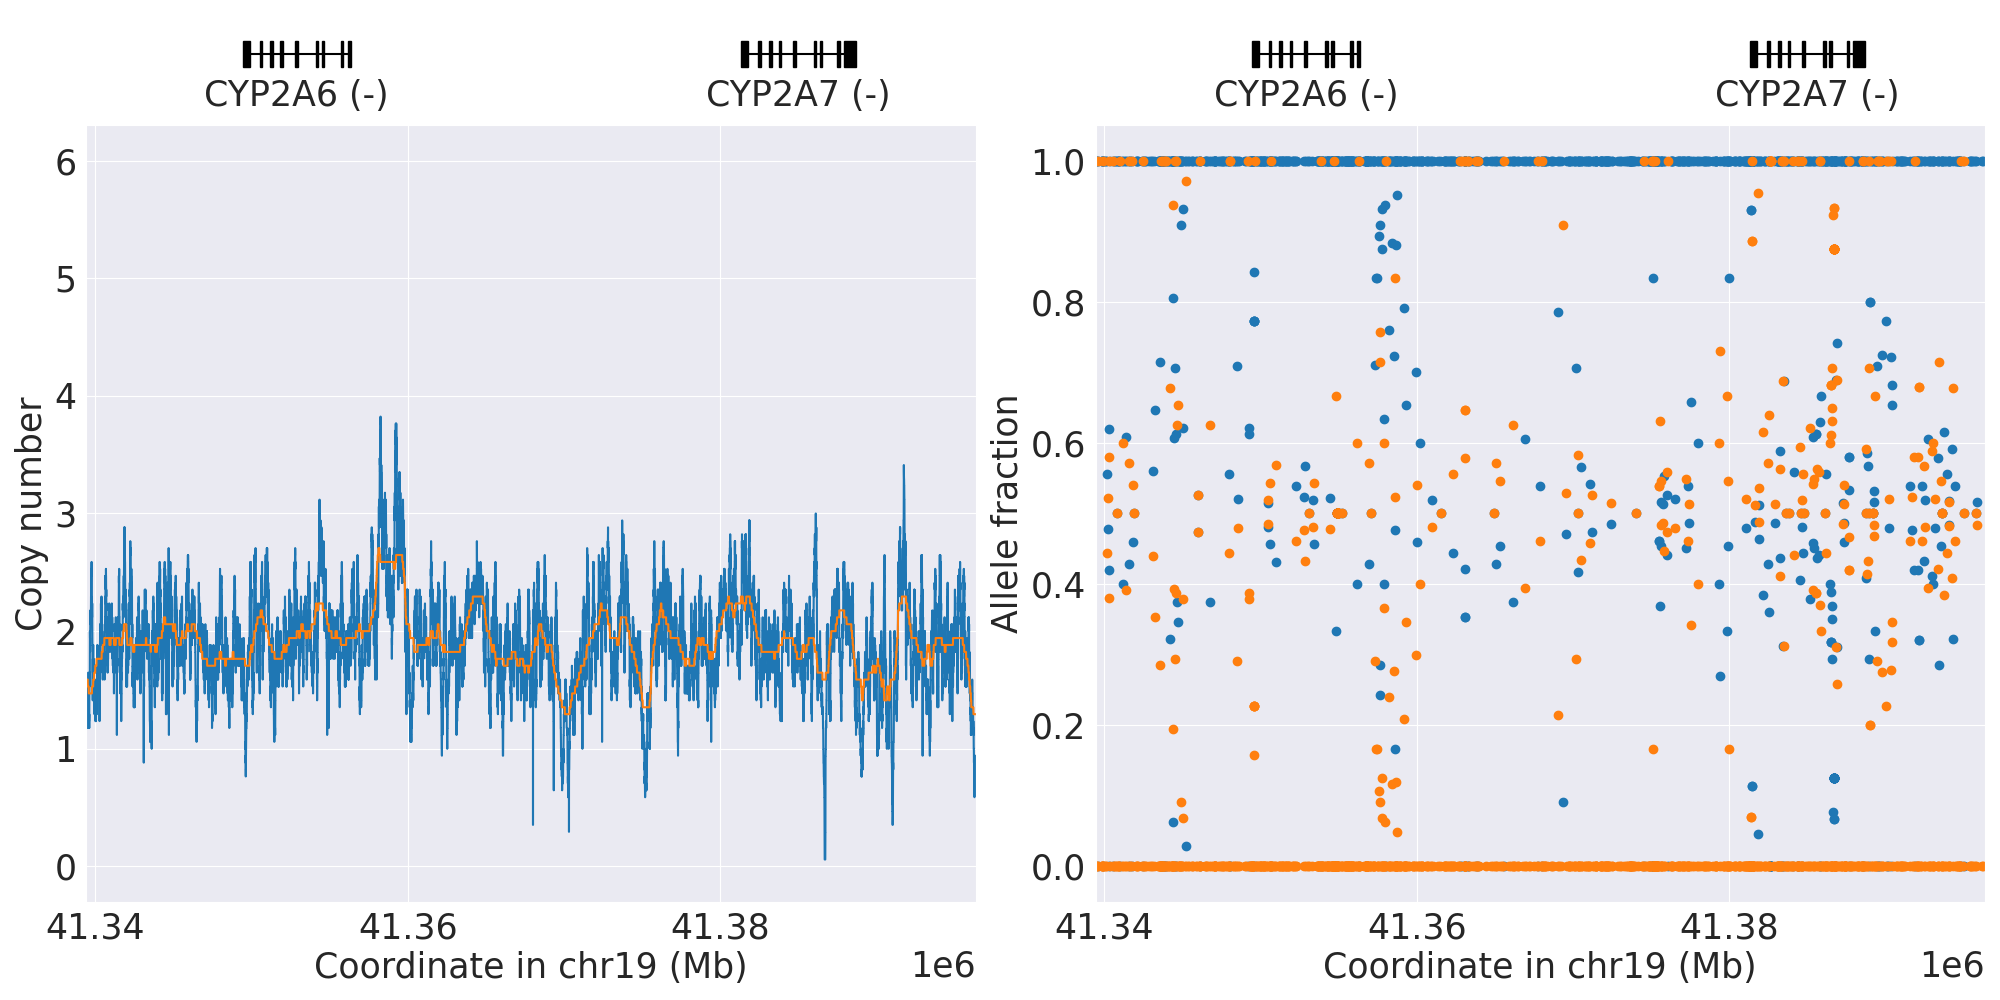 CYP2A6 (-)
CYP2A7 (-)
6
5
4
3
2
1
0
Copy number
41.34
41.36
41.38
Coordinate in chr19 (Mb)
1e6
CYP2A6 (-)
CYP2A7 (-)
1.0
0.8
0.6
0.4
0.2
0.0
Allele fraction
41.34
41.36
41.38
Coordinate in chr19 (Mb)
1e6